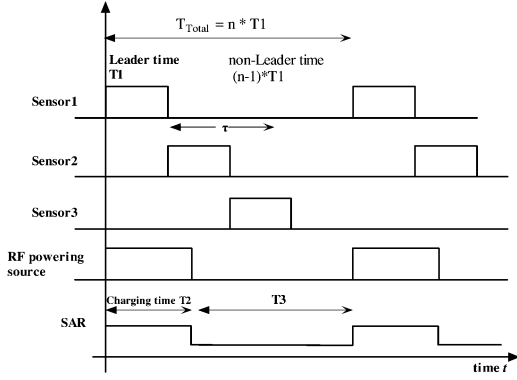 T_Total = n * T1
Leader time
T1
non-Leader time
(n-1)*T1
Sensor1
τ
Sensor2
Sensor3
RF powering
source
Charging time T2
T3
SAR
time t